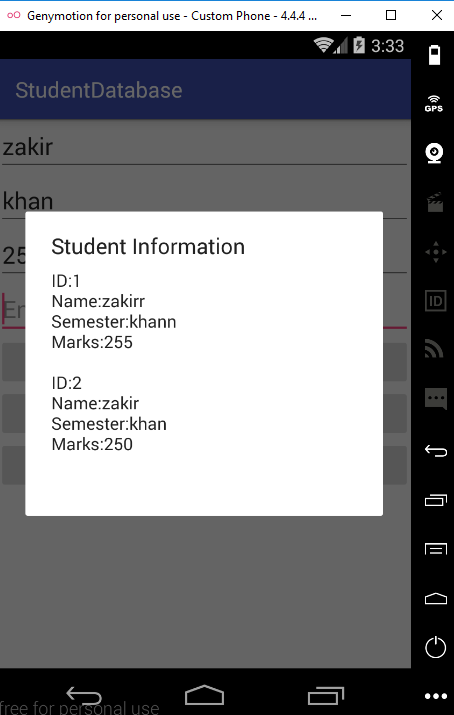 Genymotion for personal use - Custom Phone - 4.4.4 ...
3:33
StudentDatabase
GPS
zakir
khan
25
En
ID
Student Information
ID:1
Name:zakirr
Semester:khann
Marks:255
ID:2
Name:zakir
Semester:khan
Marks:250
free for personal use